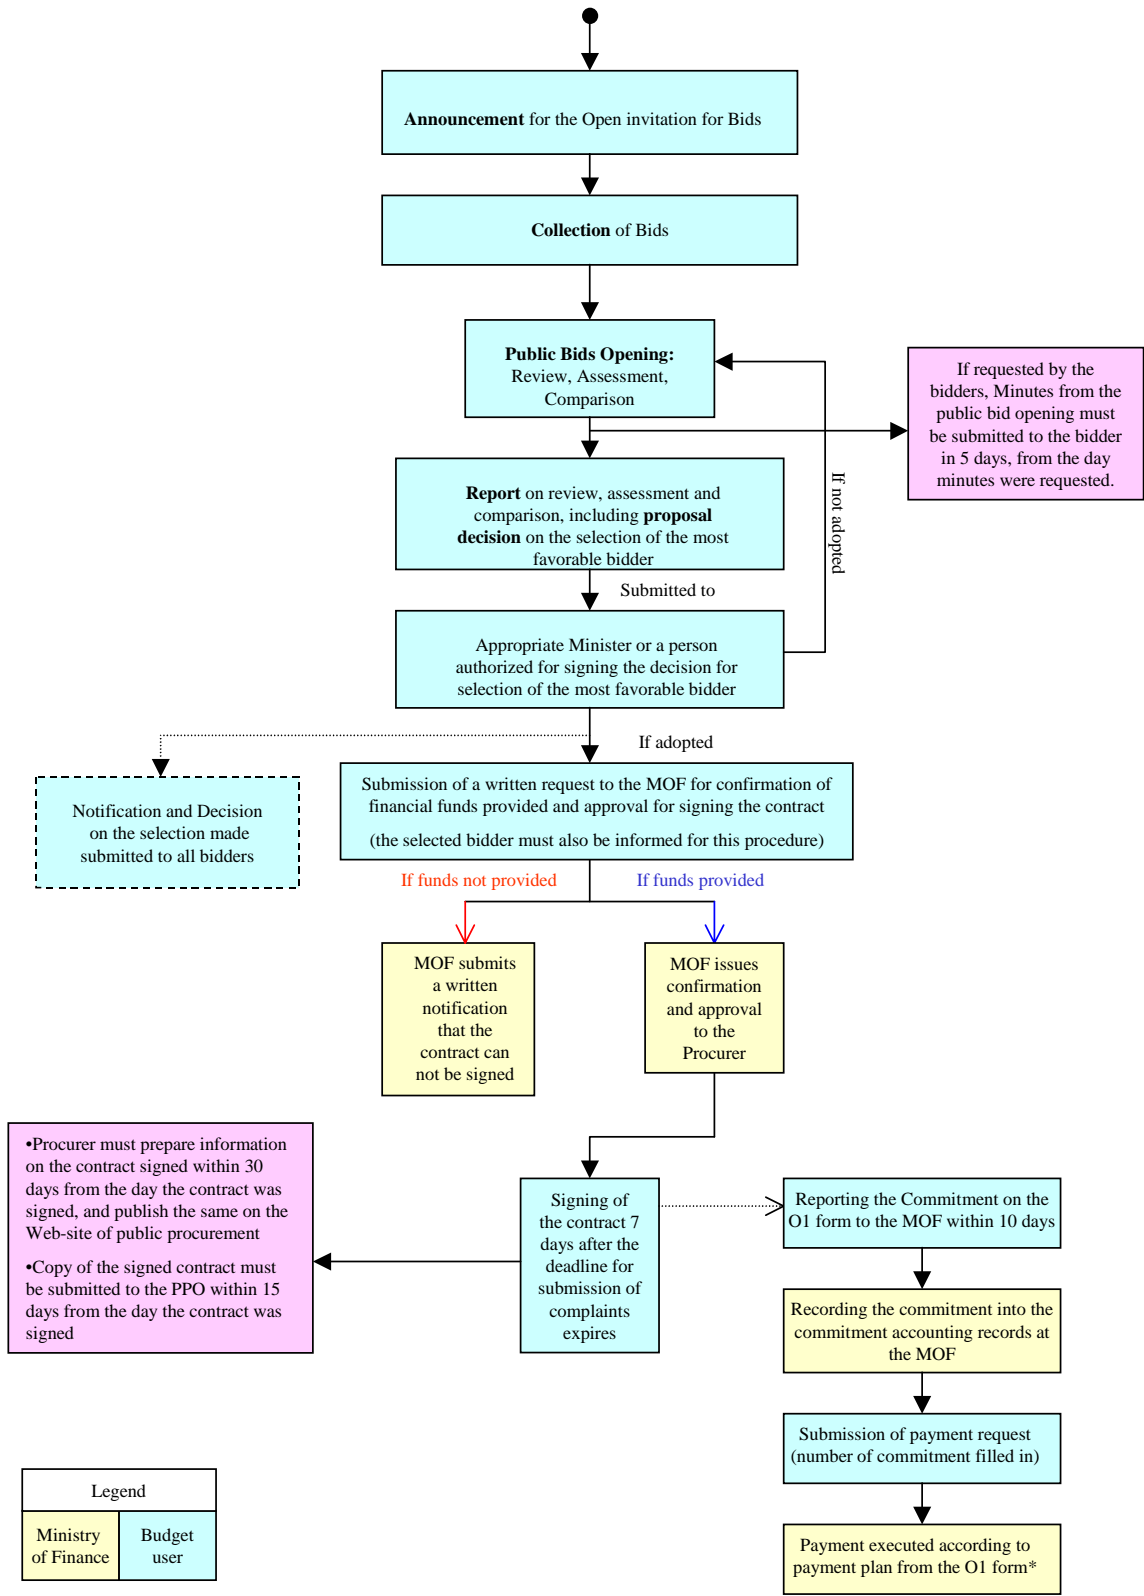 Announcement for the Open invitation for Bids
Collection of Bids
Public Bids Opening:
Review, Assessment,
Comparison
If requested by the
bidders, Minutes from the
public bid opening must
be submitted to the bidder
in 5 days, from the day
minutes were requested.
If not adopted
Report on review, assessment and
comparison, including proposal
decision on the selection of the most
favorable bidder
Submitted to
Appropriate Minister or a person
authorized for signing the decision for
selection of the most favorable bidder
If adopted
Notification and Decision
on the selection made
submitted to all bidders
Submission of a written request to the MOF for confirmation of
financial funds provided and approval for signing the contract
(the selected bidder must also be informed for this procedure)
If funds not provided
If funds provided
MOF submits
a written
notification
that the
contract can
not be signed
MOF issues
confirmation
and approval
to the
Procurer
•Procurer must prepare information
on the contract signed within 30
days from the day the contract was
signed, and publish the same on the
Web-site of public procurement
•Copy of the signed contract must
be submitted to the PPO within 15
days from the day the contract was
signed
Signing of
the contract 7
days after the
deadline for
submission of
complaints
expires
Reporting the Commitment on the
O1 form to the MOF within 10 days
Recording the commitment into the
commitment accounting records at
the MOF
Submission of payment request
(number of commitment filled in)
Payment executed according to
payment plan from the O1 form*
Legend
Ministry
of Finance
Budget
user